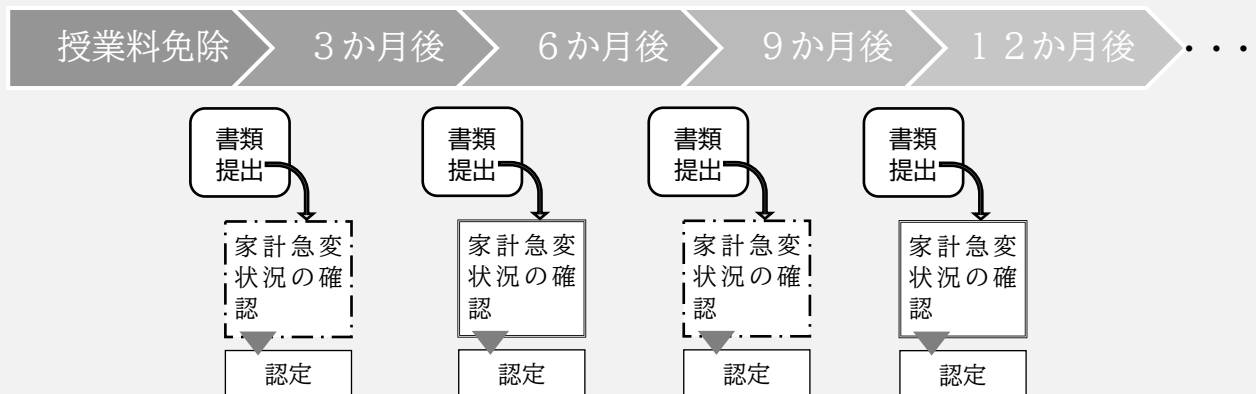 授業料免除 ３か月後 ６か月後 ９か月後 １２か月後 ・・・
書類
提出
書類
提出
書類
提出
書類
提出
家計急変
状況の確
認
家計急変
状況の確
認
家計急変
状況の確
認
家計急変
状況の確
認
認定 認定 認定 認定